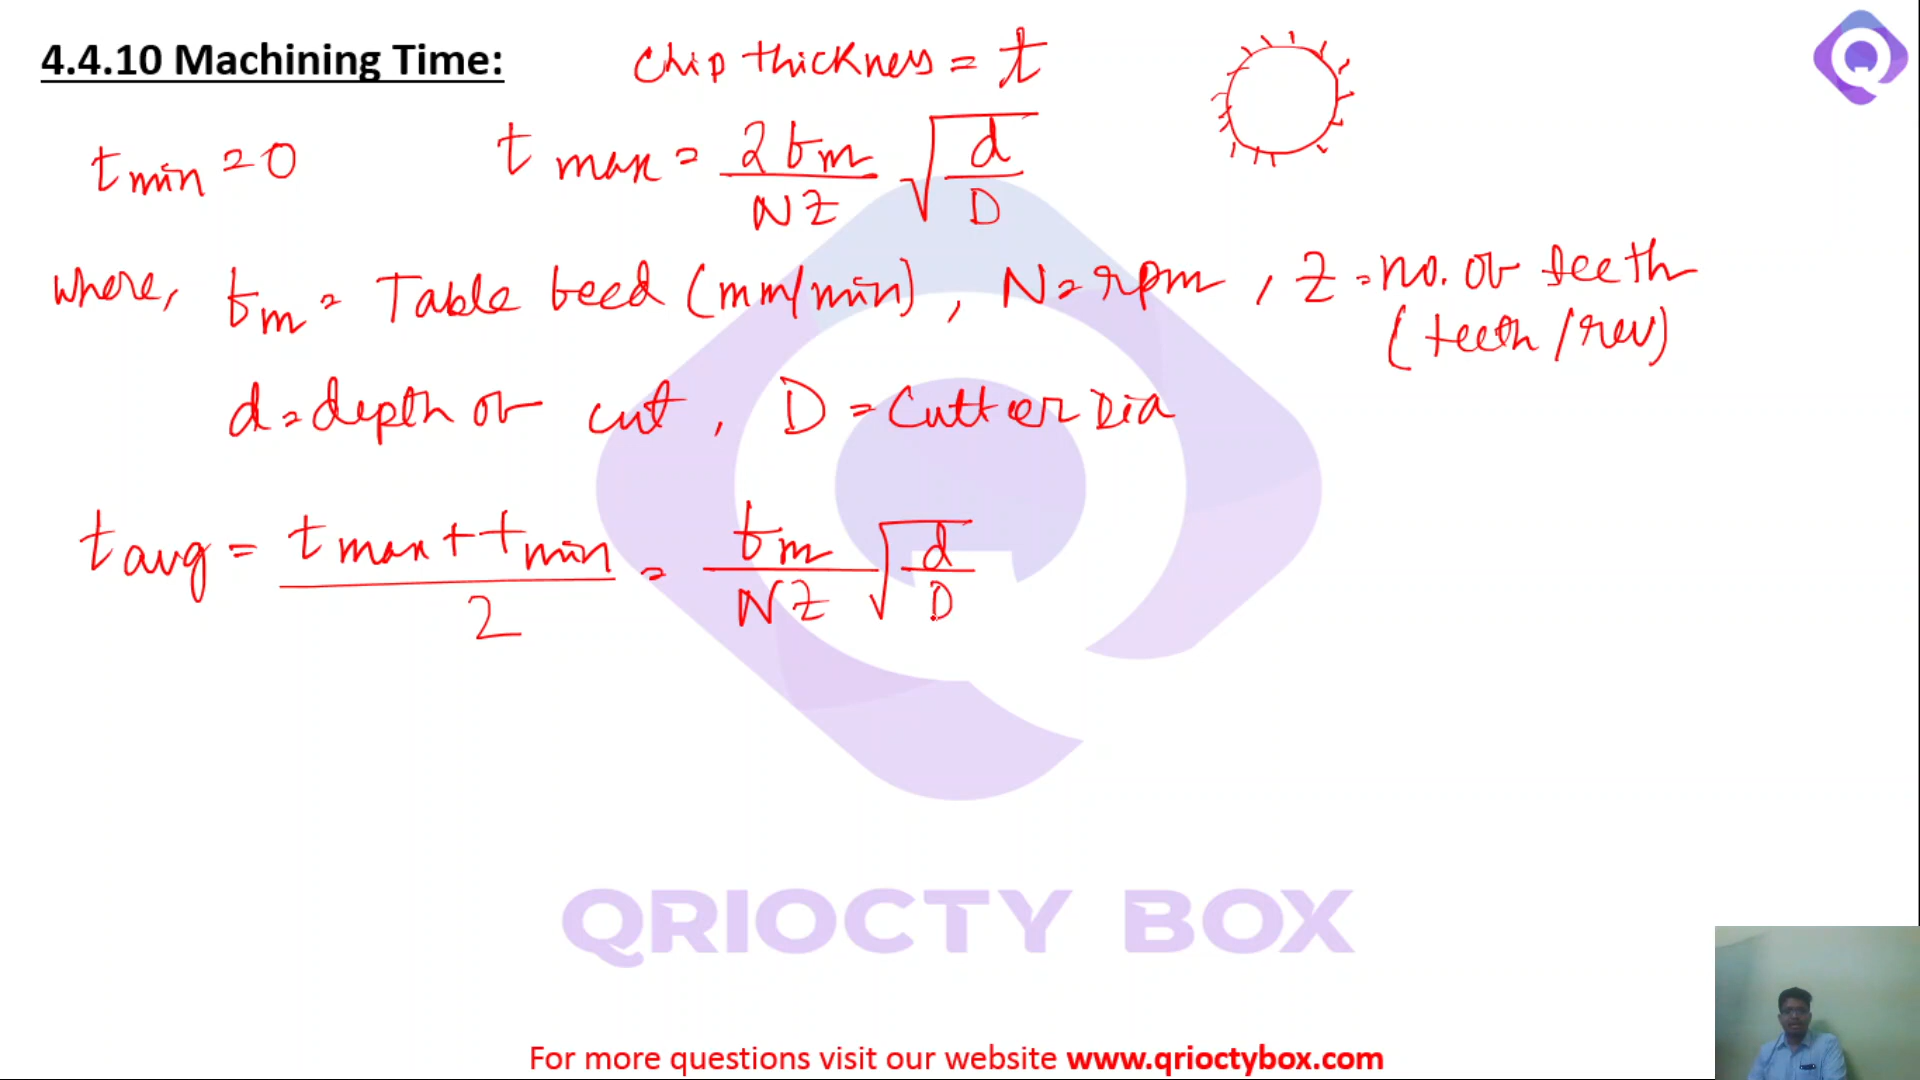 4.4.10 Machining Time:
chip thickness = t
t min = 0
t max = 2 fm / NZ √ d / D
where, fm = Table feed (mm/min), N = rpm, Z = no. of teeth
(teeth/rev)
d = depth of cut, D = Cutter Dia
t avg = t max + t min / 2 = fm / NZ √ d / D
QRIOCTY BOX
For more questions visit our website www.qrioctybox.com